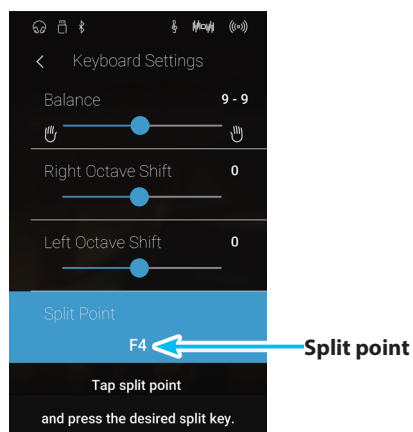 Keyboard Settings
Balance 9 - 9
Right Octave Shift 0
Left Octave Shift 0
Split Point
F4
Split point
Tap split point
and press the desired split key.